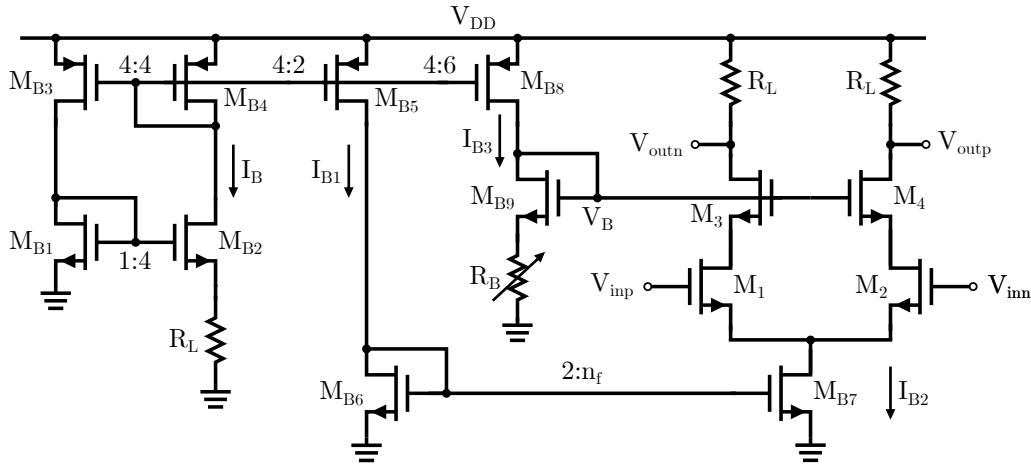 V_DD
M_B3
4:4
M_B4
4:2
M_B5
4:6
M_B8
R_L
R_L
V_outn
V_outp
I_B
I_B1
I_B3
M_B9
V_B
M_3
M_4
M_B1
1:4
M_B2
R_B
V_inp
M_1
M_2
V_inn
R_L
M_B6
2:n_f
M_B7
I_B2